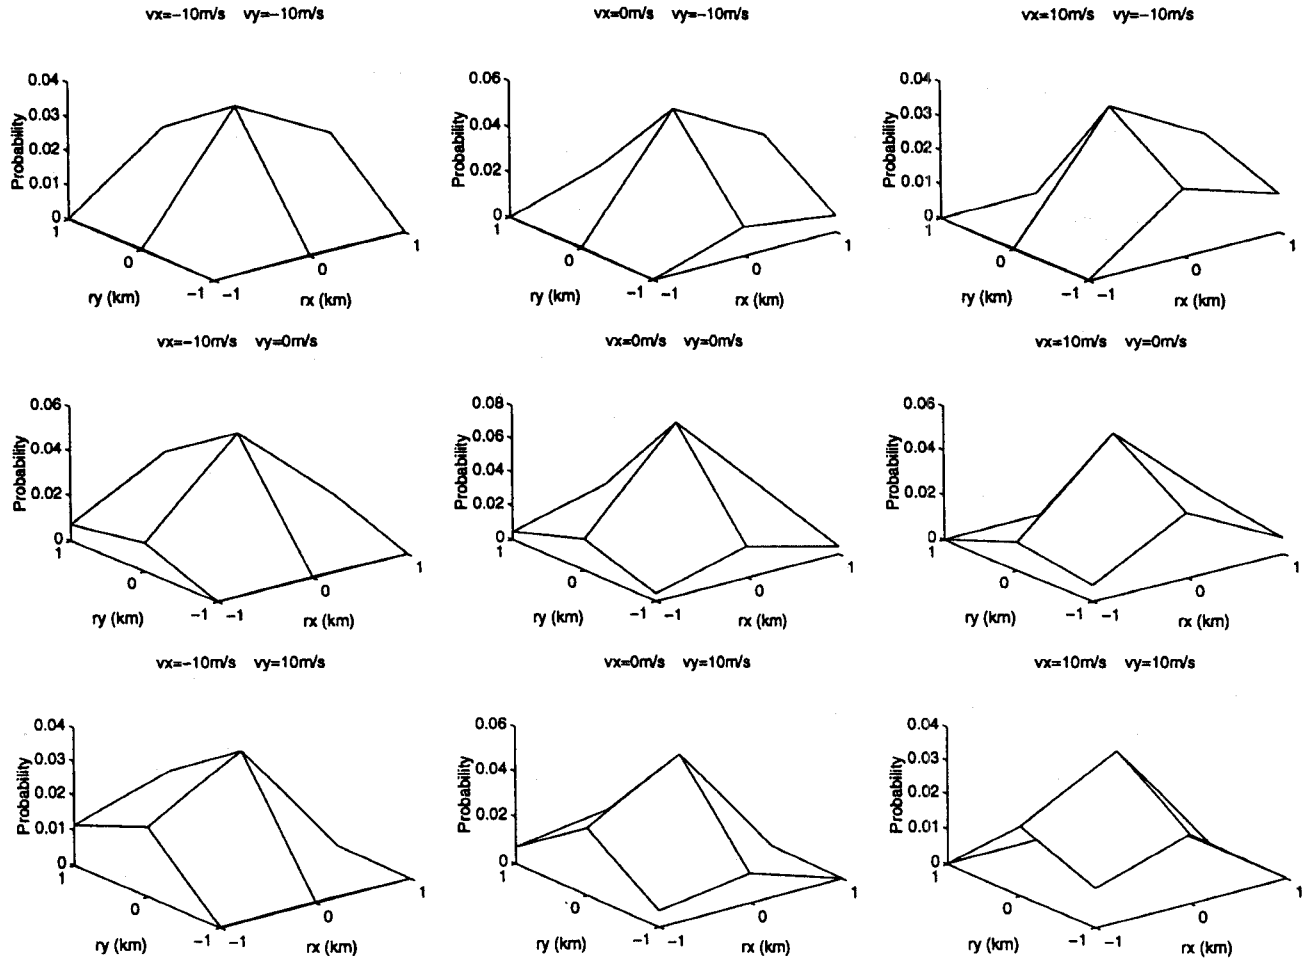 vx=−10m/s vy=−10m/s
vx=0m/s vy=−10m/s
vx=10m/s vy=−10m/s
Probability
0.04
0.03
0.02
0.01
0
1
0
−1
ry (km)
−1
0
1
rx (km)
Probability
0.06
0.04
0.02
0
1
0
−1
ry (km)
−1
0
1
rx (km)
Probability
0.04
0.03
0.02
0.01
0
1
0
−1
ry (km)
−1
0
1
rx (km)
vx=−10m/s vy=0m/s
vx=0m/s vy=0m/s
vx=10m/s vy=0m/s
Probability
0.06
0.04
0.02
0
1
0
−1
ry (km)
−1
0
1
rx (km)
Probability
0.08
0.06
0.04
0.02
0
1
0
−1
ry (km)
−1
0
1
rx (km)
Probability
0.06
0.04
0.02
0
1
0
−1
ry (km)
−1
0
1
rx (km)
vx=−10m/s vy=10m/s
vx=0m/s vy=10m/s
vx=10m/s vy=10m/s
Probability
0.04
0.03
0.02
0.01
0
1
0
−1
ry (km)
−1
0
1
rx (km)
Probability
0.06
0.04
0.02
0
1
0
−1
ry (km)
−1
0
1
rx (km)
Probability
0.04
0.03
0.02
0.01
0
1
0
−1
ry (km)
−1
0
1
rx (km)